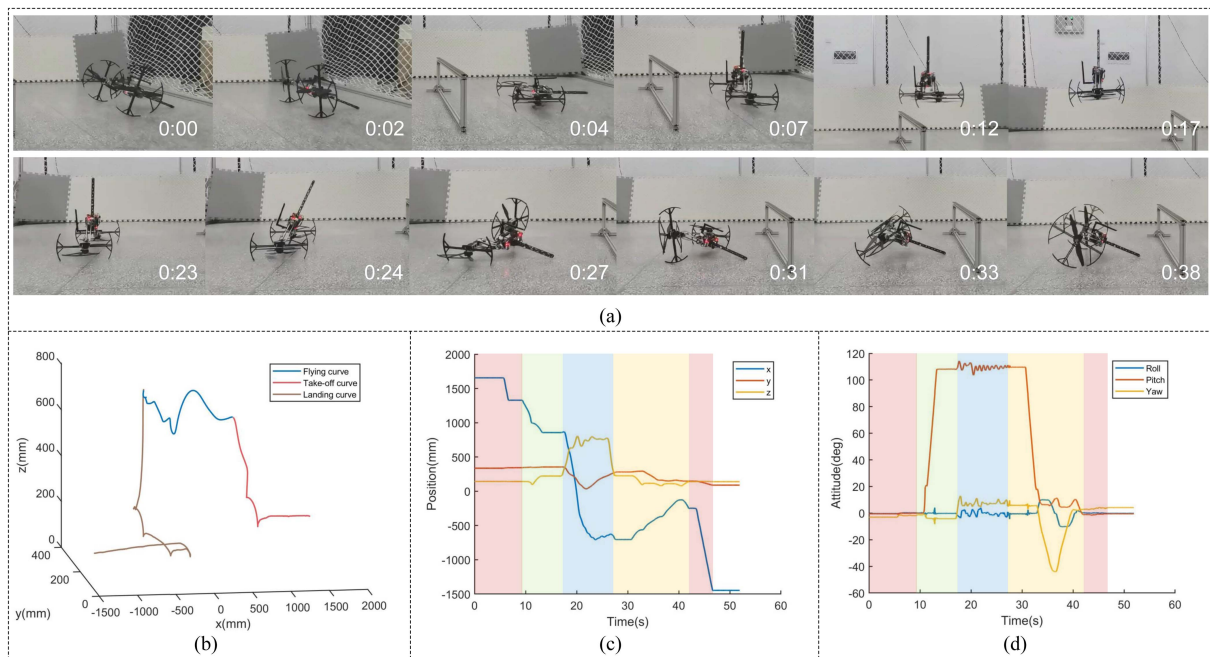 0:00 0:02 0:04 0:07 0:12 0:17
0:23 0:24 0:27 0:31 0:33 0:38
(a)
800
600
400
200
0
400
200
0
-1500 -1000 -500 0 500 1000 1500 2000
z(mm)
y(mm)
x(mm)
Flying curve
Take-off curve
Landing curve
(b)
2000
1500
1000
500
0
-500
-1000
-1500
0 10 20 30 40 50 60
Position(mm)
Time(s)
x
y
z
(c)
120
100
80
60
40
20
0
-20
-40
-60
0 10 20 30 40 50 60
Attitude(deg)
Time(s)
Roll
Pitch
Yaw
(d)